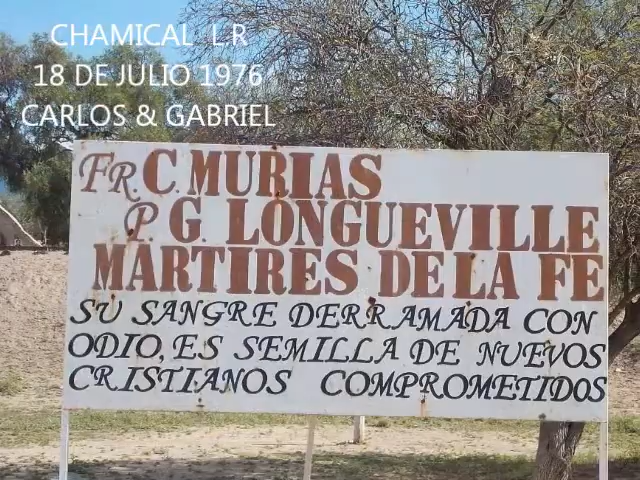 CHAMICAL L.R
18 DE JULIO 1976
CARLOS & GABRIEL
FR. C. MURIAS
P. G. LONGUEVILLE
MARTIRES DE LA FE
SU SANGRE DERRAMADA CON
ODIO, ES SEMILLA DE NUEVOS
CRISTIANOS COMPROMETIDOS